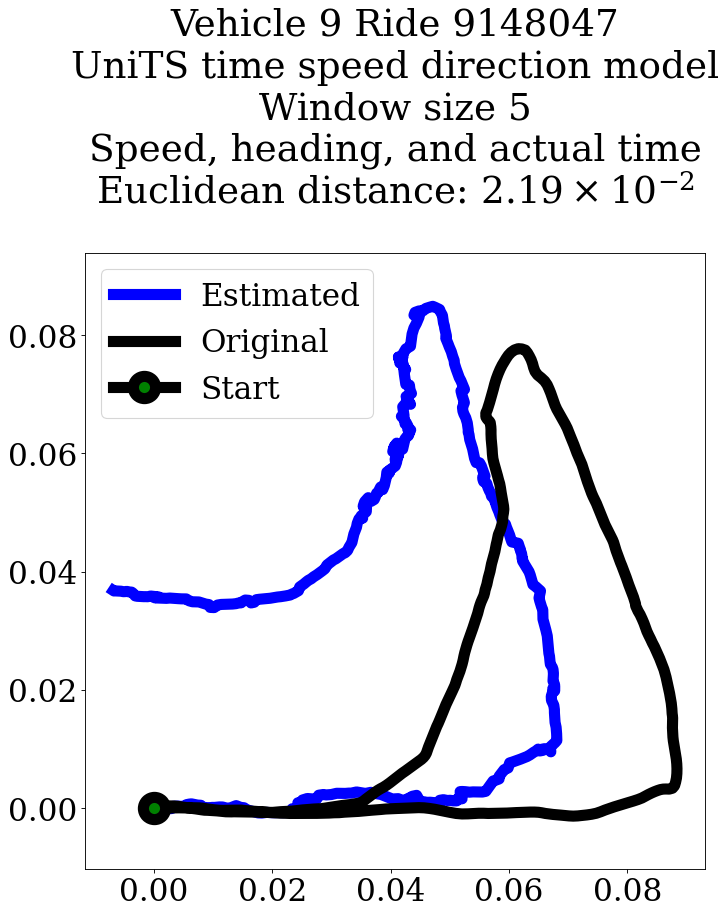 Vehicle 9 Ride 9148047
UniTS time speed direction model
Window size 5
Speed, heading, and actual time
Euclidean distance: 2.19 × 10⁻²
Estimated
Original
Start
0.08
0.06
0.04
0.02
0.00
0.00 0.02 0.04 0.06 0.08